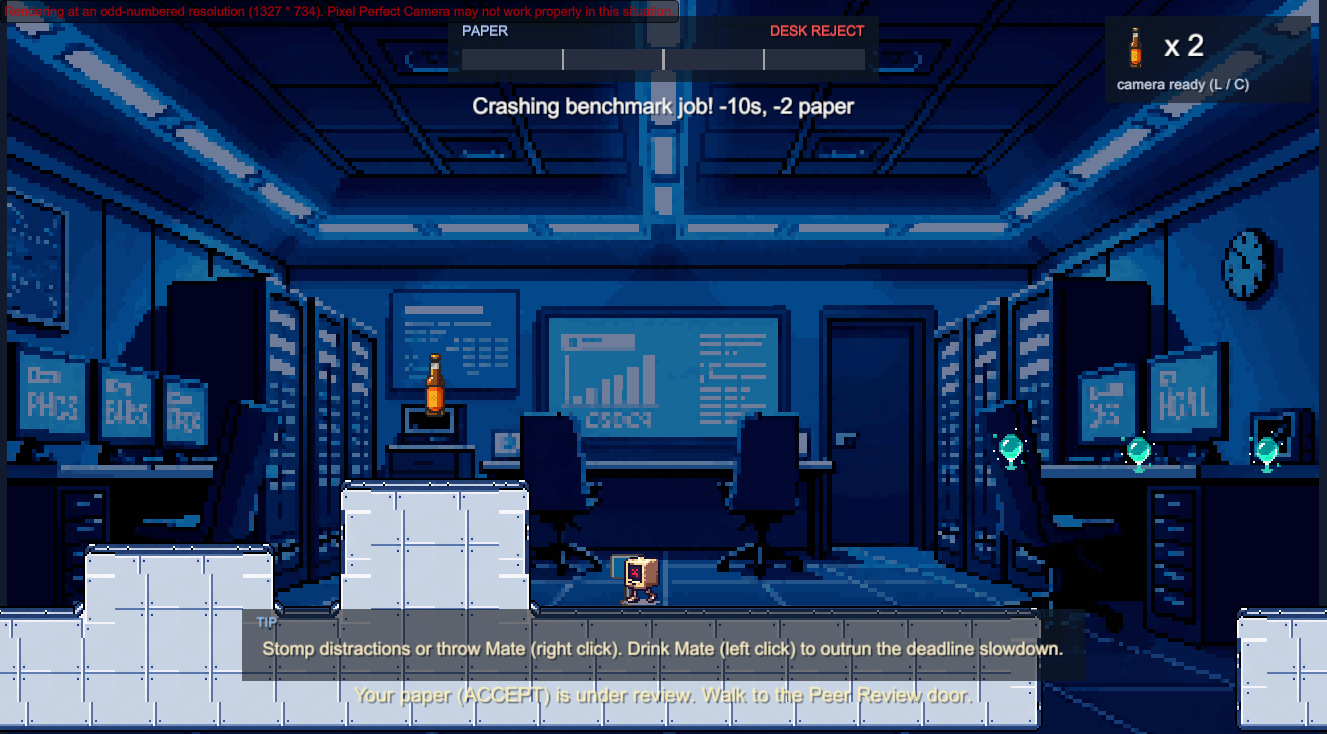 Rendering at an odd-numbered resolution (1327 * 734). Pixel Perfect Camera may not work properly in this situation.
PAPER
DESK REJECT
x 2
camera ready (L / C)
Crashing benchmark job! -10s, -2 paper
TIP
Stomp distractions or throw Mate (right click). Drink Mate (left click) to outrun the deadline slowdown.
Your paper (ACCEPT) is under review. Walk to the Peer Review door.